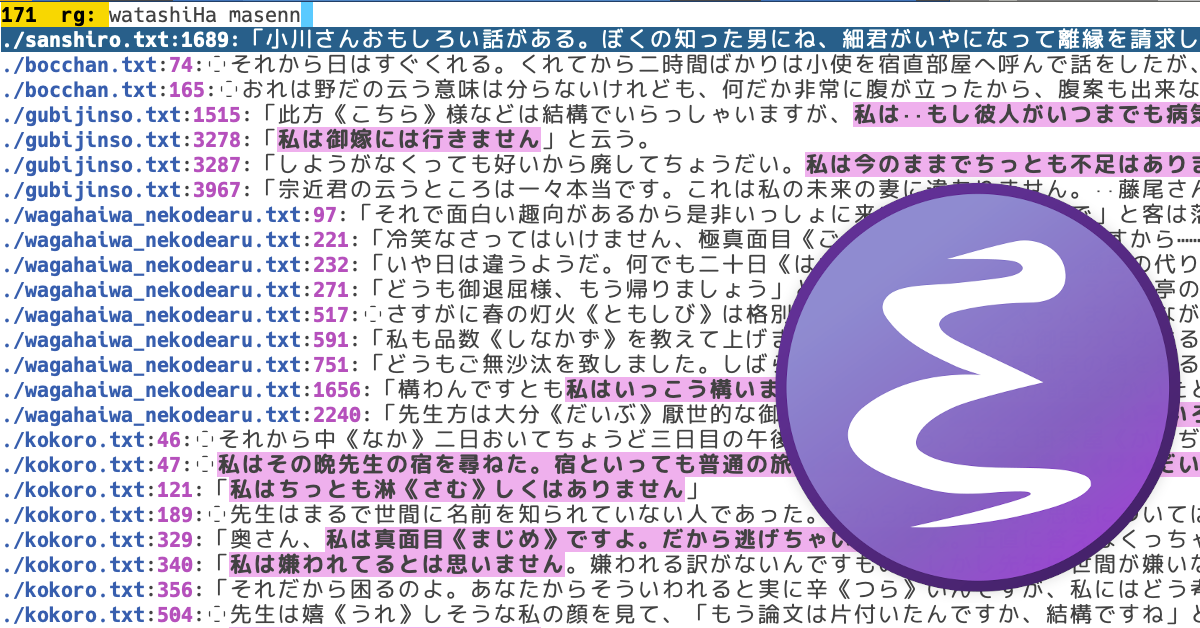 171 rg: watashiHa masenn
./sanshiro.txt:1689:「小川さんおもしろい話がある。ぼくの知った男にね、細君がいやになって離縁を請求し
./bocchan.txt:74: それから日はすぐくれる。くれてから二時間ばかりは小使を宿直部屋へ呼んで話をしたが、
./bocchan.txt:165: おれは野だの云う意味は分らないけれども、何だか非常に腹が立ったから、腹案も出来な
./gubijinso.txt:1515:「此方《こちら》様などは結構でいらっしゃいますが、私は‥もし彼人がいつまでも病気
./gubijinso.txt:3278:「私は御嫁には行きません」と云う。
./gubijinso.txt:3287:「しようがなくっても好いから廃してちょうだい。私は今のままでちっとも不足はありま
./gubijinso.txt:3967:「宗近君の云うところは一々本当です。これは私の未来の妻に違ありません。‥藤尾さん
./wagahaiwa_nekodearu.txt:97:「それで面白い趣向があるから是非いっしょに来 で」と客は落
./wagahaiwa_nekodearu.txt:221:「冷笑なさってはいけません、極真面目《ご すから……
./wagahaiwa_nekodearu.txt:232:「いや日は違うようだ。何でも二十日《は の代り
./wagahaiwa_nekodearu.txt:271:「どうも御退屈様、もう帰りましょう」 亭の
./wagahaiwa_nekodearu.txt:517: さすがに春の灯火《ともしび》は格別 なが
./wagahaiwa_nekodearu.txt:591:「私も品数《しなかず》を教えて上げま る
./wagahaiwa_nekodearu.txt:751:「どうもご無沙汰を致しました。しばら る
./wagahaiwa_nekodearu.txt:1656:「構わんですとも私はいっこう構いま
./wagahaiwa_nekodearu.txt:2240:「先生方は大分《だいぶ》厭世的な御
./kokoro.txt:46: それから中《なか》二日おいてちょうど三日目の午後
./kokoro.txt:47: 私はその晩先生の宿を尋ねた。宿といっても普通の旅 だい
./kokoro.txt:121:「私はちっとも淋《さむ》しくはありません」
./kokoro.txt:189: 先生はまるで世間に名前を知られていない人であった。 ついては
./kokoro.txt:329:「奥さん、私は真面目《まじめ》ですよ。だから逃げちゃい なくっちゃ
./kokoro.txt:340:「私は嫌われてるとは思いません。嫌われる訳がないんですも 世間が嫌いな
./kokoro.txt:356:「それだから困るのよ。あなたからそういわれると実に辛《つら》いんですが、私にはどう考
./kokoro.txt:504: 先生は嬉《うれ》しそうな私の顔を見て、「もう論文は片付いたんですか、結構ですね」と